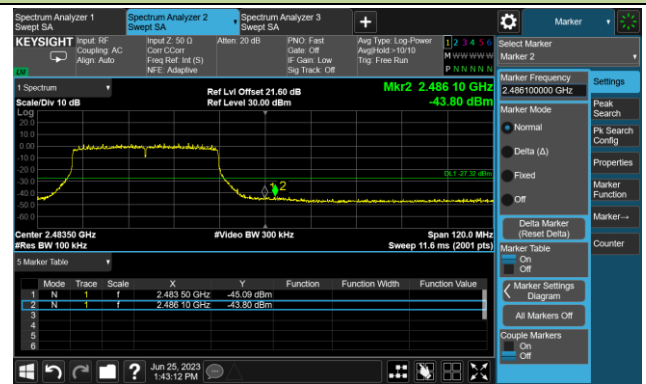 Spectrum Analyzer 1
Swept SA
Spectrum Analyzer 2
Swept SA
Spectrum Analyzer 3
Swept SA
+
Marker
KEYSIGHT
Input: RF
Coupling: AC
Align: Auto
Input Z: 50 Ω
Corr CCorr
Freq Ref: Int (S)
NFE: Adaptive
Atten: 20 dB
PNO: Fast
Gate: Off
IF Gain: Low
Sig Track: Off
Avg Type: Log-Power
Avg|Hold:>10/10
Trig: Free Run
1 2 3 4 5 6
M W W W W W
P N N N N N
Select Marker
Marker 2
1 Spectrum
Scale/Div 10 dB
Log
Ref Lvl Offset 21.60 dB
Ref Level 30.00 dBm
Mkr2 2.486 10 GHz
-43.80 dBm
20.0
10.0
0.00
-10.0
-20.0
-30.0
-40.0
-50.0
-60.0
DL1 -27.32 dBm
1
2
Center 2.48350 GHz
#Res BW 100 kHz
#Video BW 300 kHz
Span 120.0 MHz
Sweep 11.6 ms (2001 pts)
5 Marker Table
Mode Trace Scale X Y Function Function Width Function Value
1 N 1 f 2.483 50 GHz -45.09 dBm
2 N 1 f 2.486 10 GHz -43.80 dBm
3
4
5
6
Jun 25, 2023
1:43:12 PM
Marker Frequency
2.486100000 GHz
Marker Mode
Normal
Delta (Δ)
Fixed
Off
Delta Marker
(Reset Delta)
Marker Table
On
Off
Marker Settings
Diagram
All Markers Off
Couple Markers
On
Off
Settings
Peak
Search
Pk Search
Config
Properties
Marker
Function
Marker→
Counter